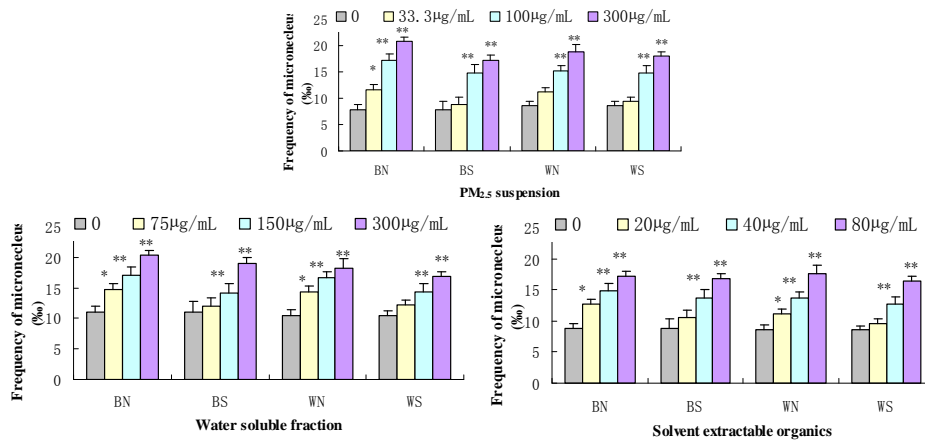 0 33.3µg/mL 100µg/mL 300µg/mL
Frequency of micronecleus
(‰)
25
20
15
10
5
** ** ** ** ** ** ** ** *
BN BS WN WS
PM2.5 suspension
0 75µg/mL 150µg/mL 300µg/mL
Frequency of micronecleus
(‰)
25
20
15
10
5
0
* ** ** ** ** * ** ** ** **
BN BS WN WS
Water soluble fraction
0 20µg/mL 40µg/mL 80µg/mL
Frequency of micronecleus
(‰)
25
20
15
10
5
0
* ** ** ** ** * ** ** ** **
BN BS WN WS
Solvent extractable organics